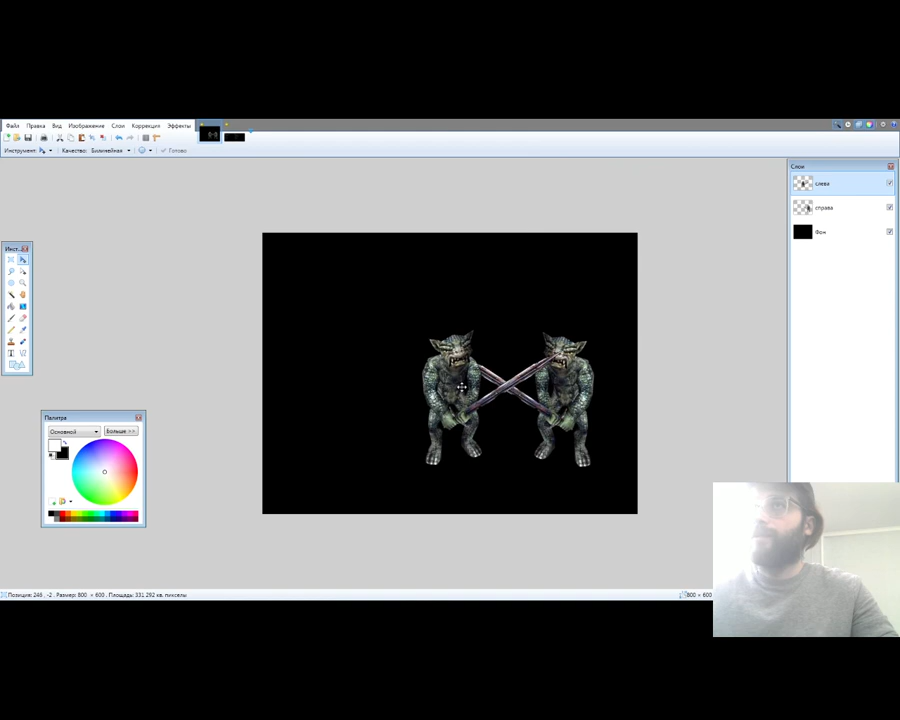 Файл Правка Вид Изображение Слои Коррекция Эффекты
Инструмент: Качество: Билинейная Готово
Слои
слева
справа
Фон
Инст...
Палитра
Основной Больше >>
Позиция: 246 , -2 . Размер: 800 × 600 . Площадь: 331 292 кв. пикселы
800 × 600